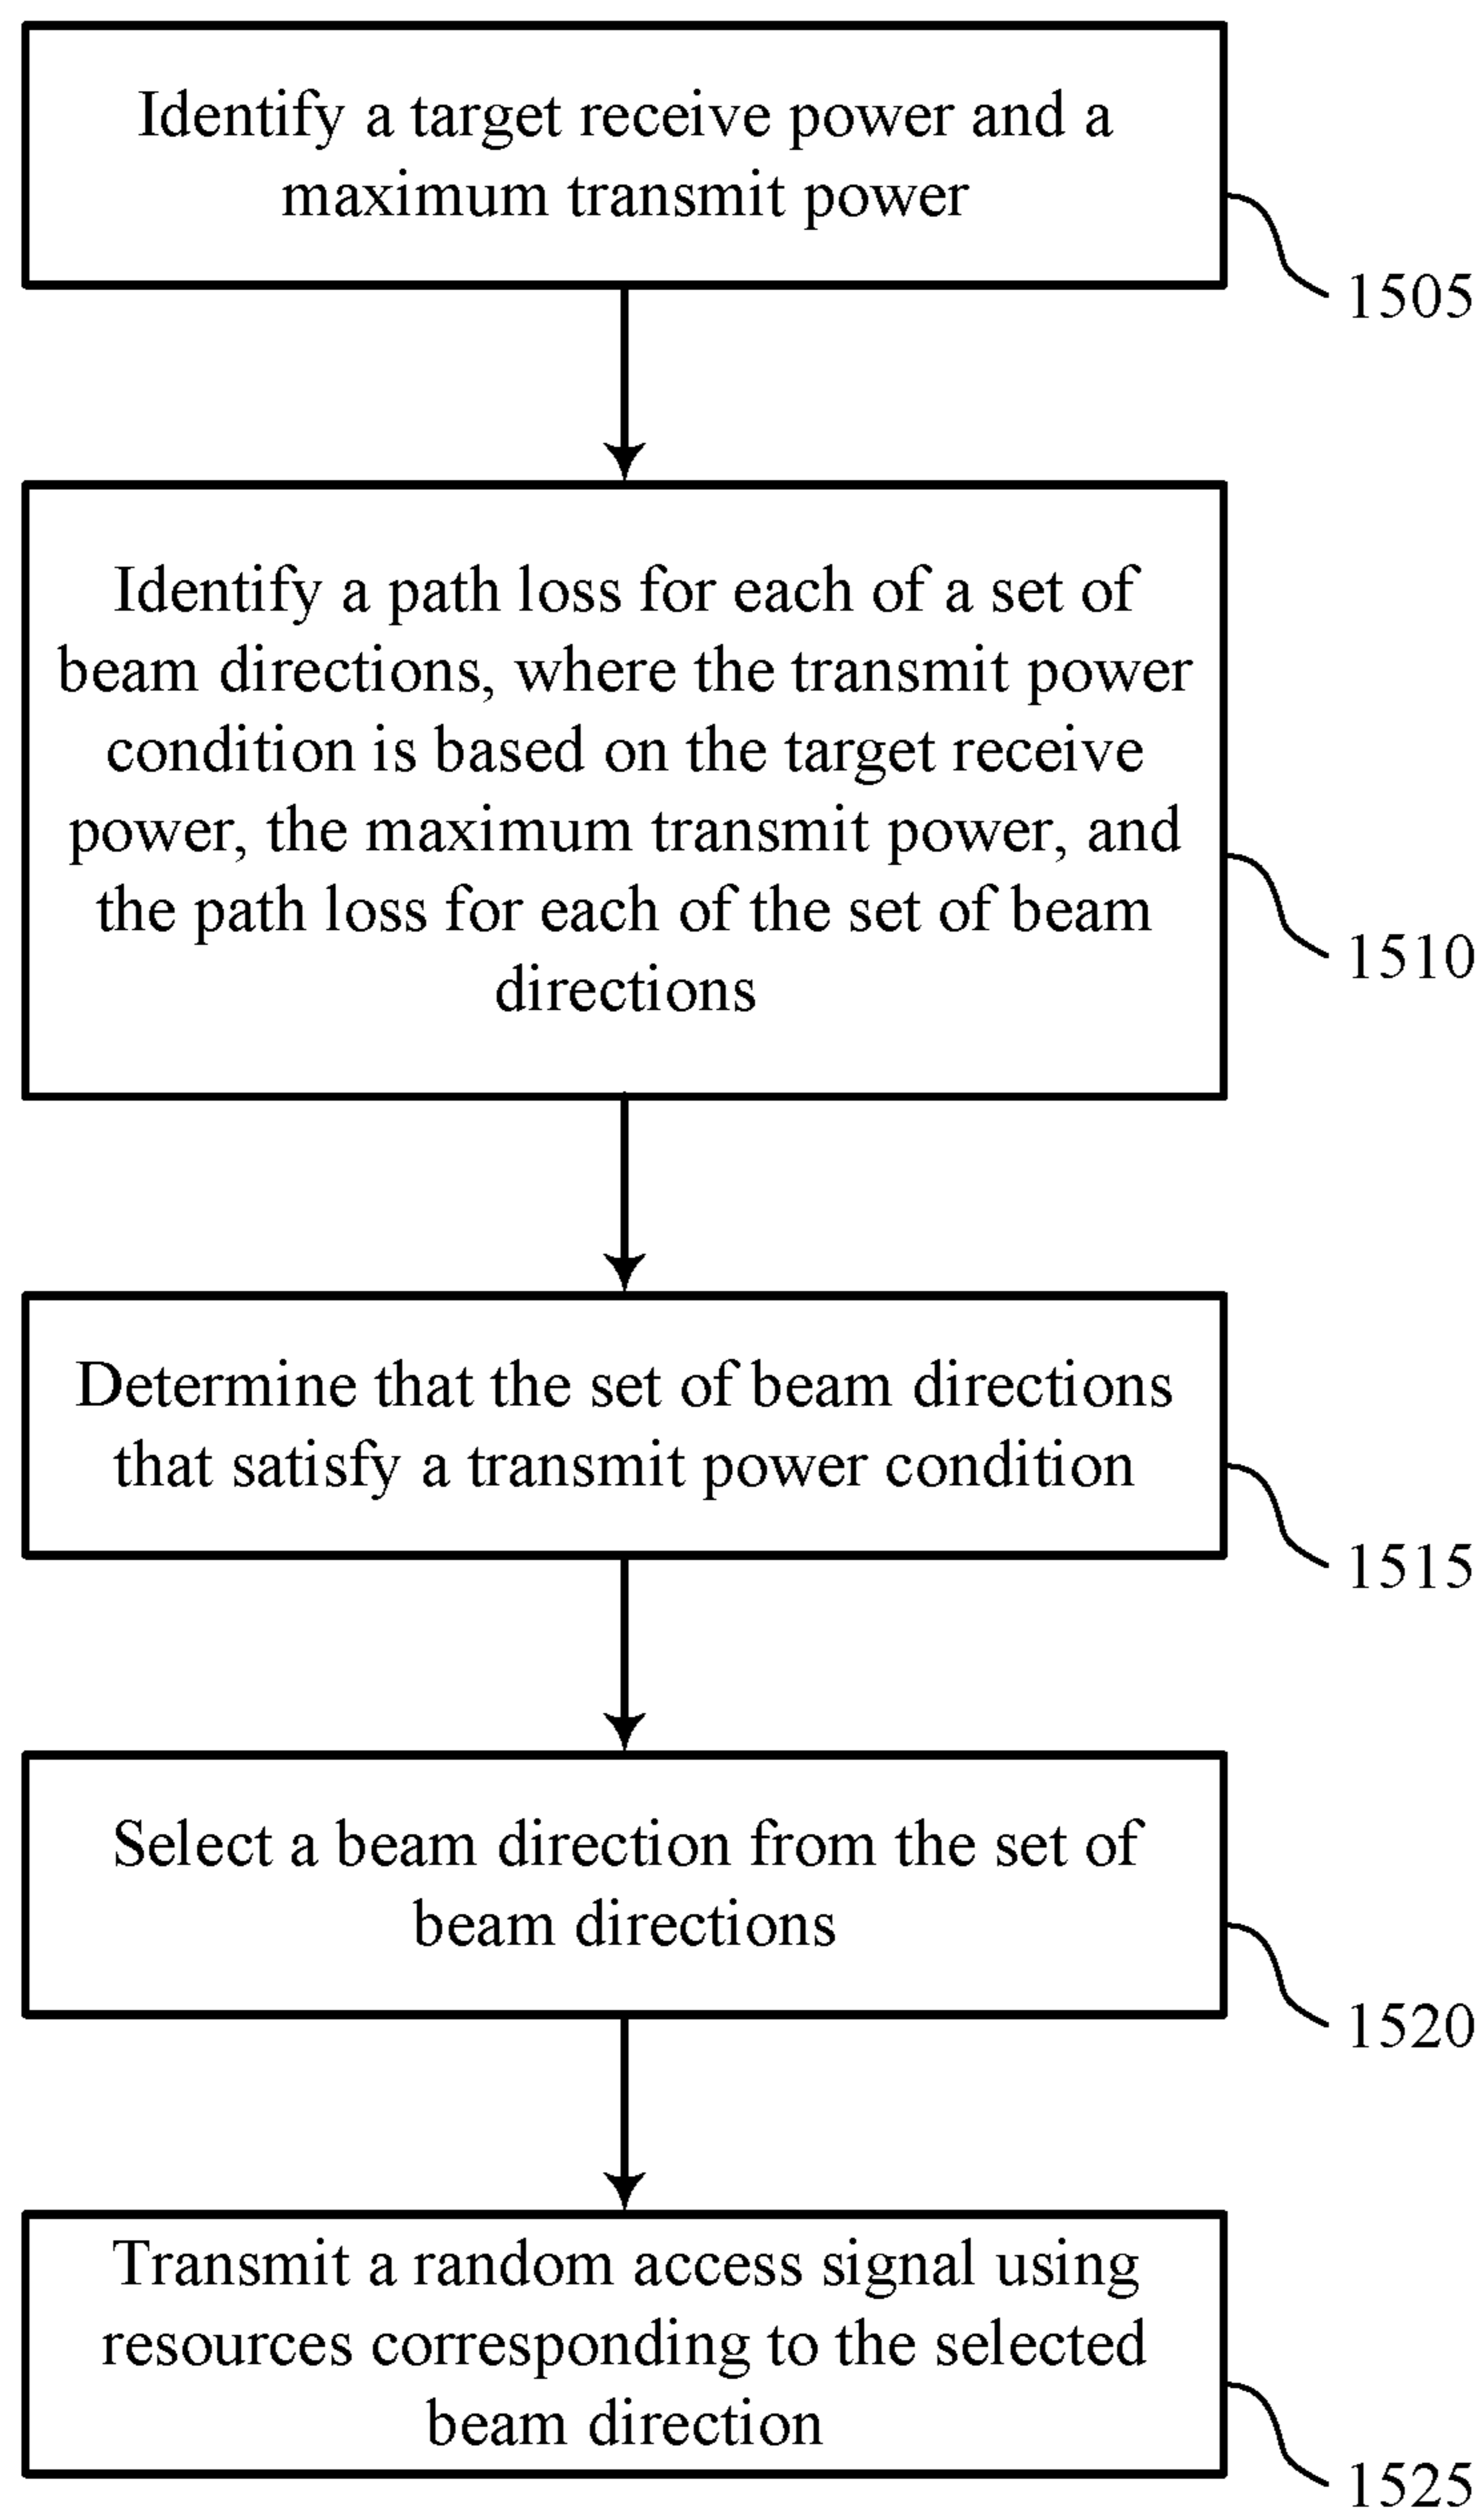 Identify a target receive power and a
maximum transmit power
1505
Identify a path loss for each of a set of
beam directions, where the transmit power
condition is based on the target receive
power, the maximum transmit power, and
the path loss for each of the set of beam
directions
1510
Determine that the set of beam directions
that satisfy a transmit power condition
1515
Select a beam direction from the set of
beam directions
1520
Transmit a random access signal using
resources corresponding to the selected
beam direction
1525